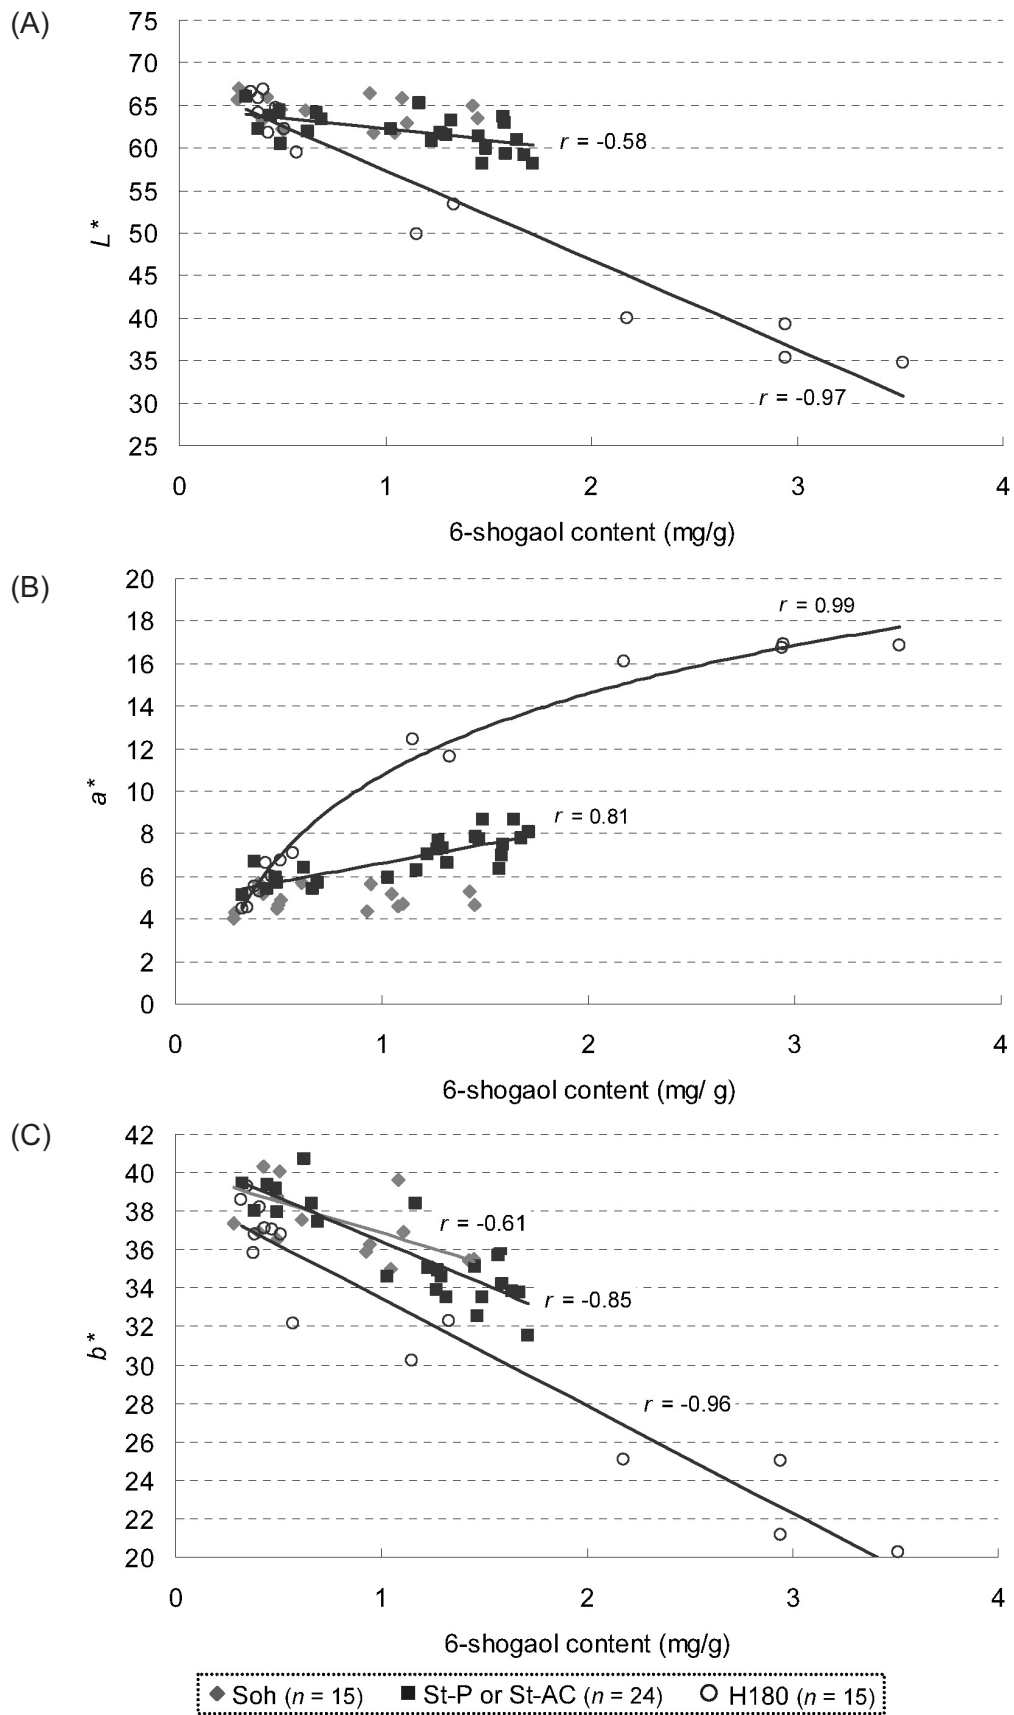 (A)
75
70
65
60
55
50
45
40
35
30
25
L*
r = -0.58
r = -0.97
0 1 2 3 4
6-shogaol content (mg/g)
(B)
20
18
16
14
12
10
8
6
4
2
0
a*
r = 0.99
r = 0.81
0 1 2 3 4
6-shogaol content (mg/ g)
(C)
42
40
38
36
34
32
30
28
26
24
22
20
b*
r = -0.61
r = -0.85
r = -0.96
0 1 2 3 4
6-shogaol content (mg/g)
Soh (n = 15) St-P or St-AC (n = 24) H180 (n = 15)